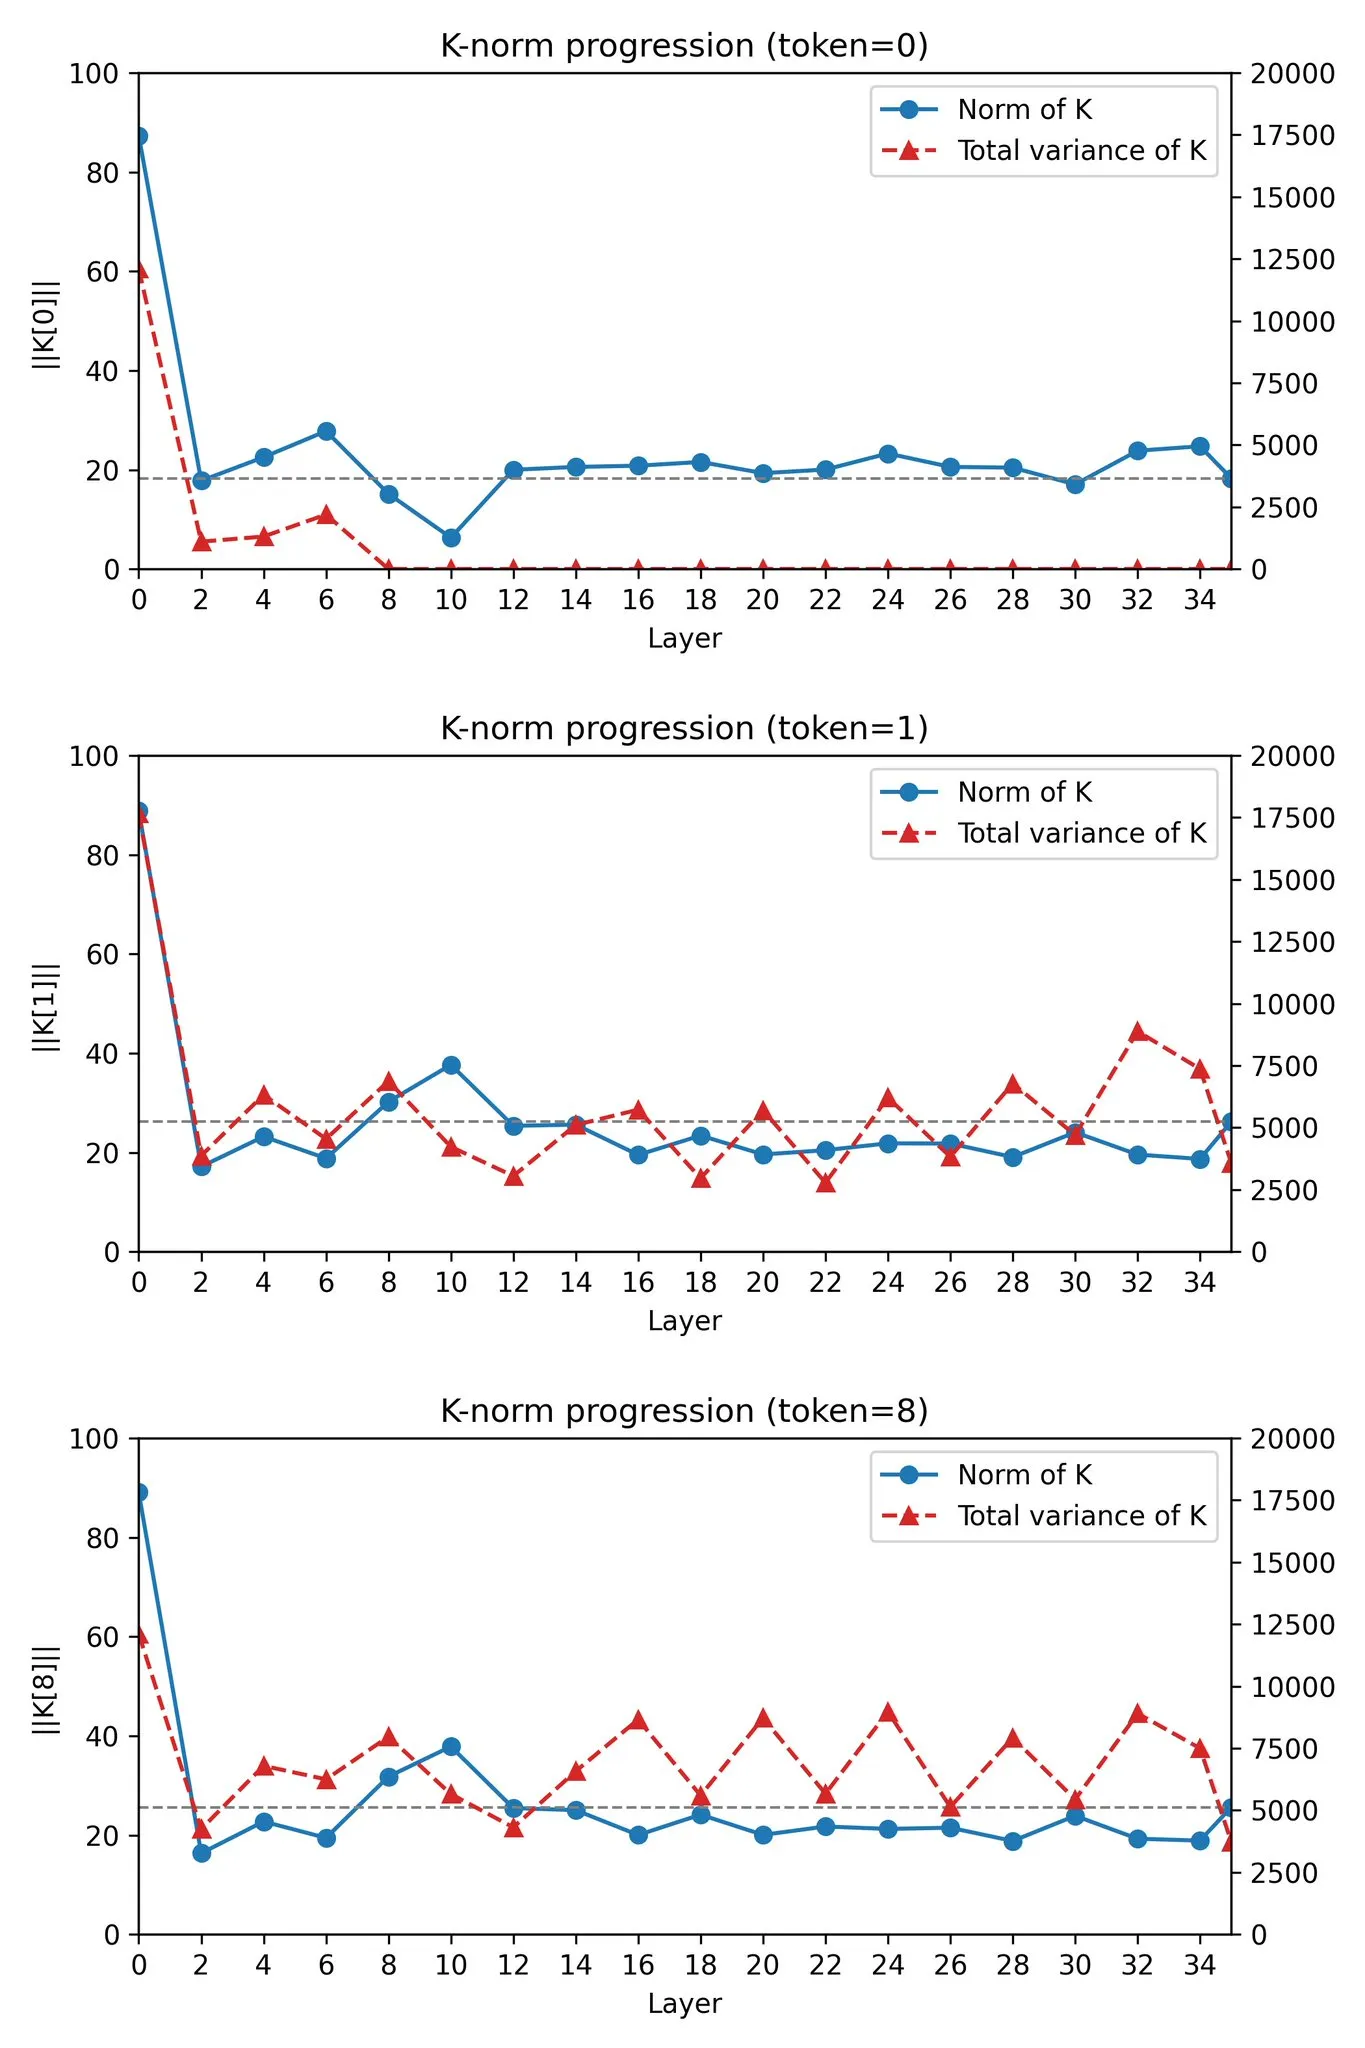 K-norm progression (token=0)
100
80
60
40
20
0
||K[0]||
20000
17500
15000
12500
10000
7500
5000
2500
0
Norm of K
Total variance of K
0 2 4 6 8 10 12 14 16 18 20 22 24 26 28 30 32 34
Layer
K-norm progression (token=1)
100
80
60
40
20
0
||K[1]||
20000
17500
15000
12500
10000
7500
5000
2500
0
Norm of K
Total variance of K
0 2 4 6 8 10 12 14 16 18 20 22 24 26 28 30 32 34
Layer
K-norm progression (token=8)
100
80
60
40
20
0
||K[8]||
20000
17500
15000
12500
10000
7500
5000
2500
0
Norm of K
Total variance of K
0 2 4 6 8 10 12 14 16 18 20 22 24 26 28 30 32 34
Layer